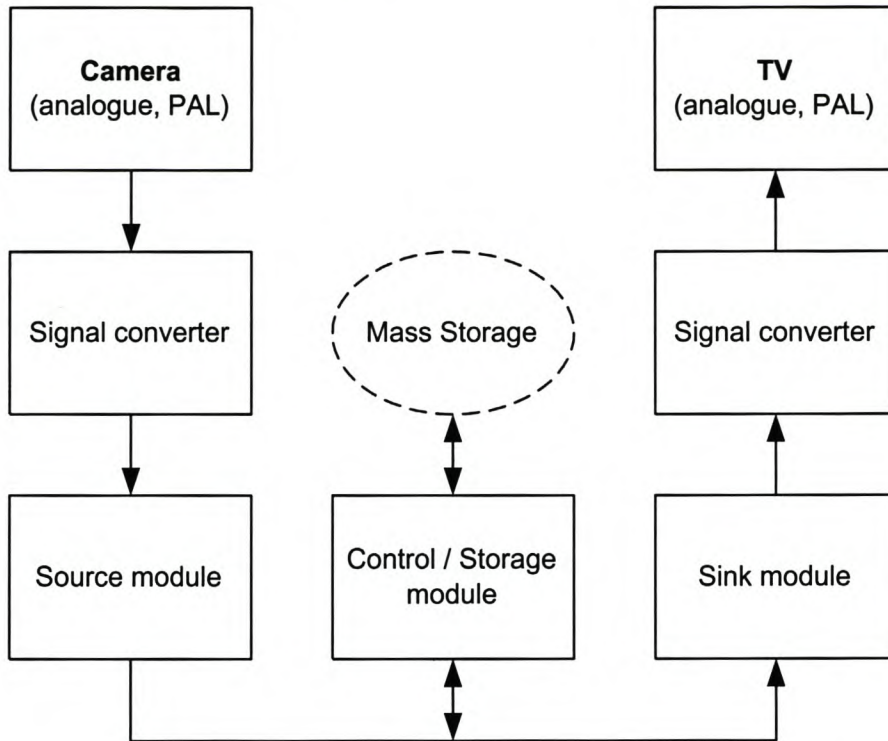 Camera
(analogue, PAL)
TV
(analogue, PAL)
Signal converter
Mass Storage
Signal converter
Source module
Control / Storage
module
Sink module